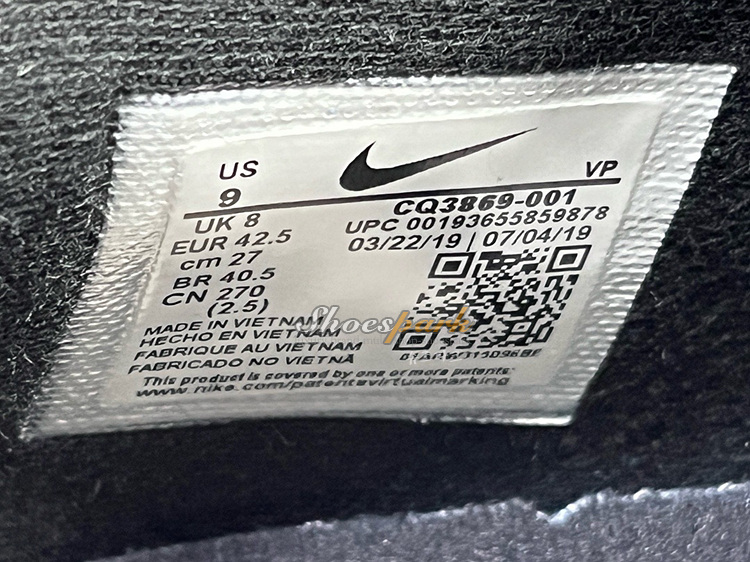 US
9
VP
CQ3869-001
UK 8
UPC 00193655859878
EUR 42.5
03/22/19 | 07/04/19
cm 27
BR 40.5
CN 270
(2.5)
MADE IN VIETNAM
HECHO EN VIETNAM
FABRIQUE AU VIETNAM
FABRICADO NO VIETNÃ
Shoespark
This product is covered by one or more patents:
www.nike.com/patentsvirtualmarking